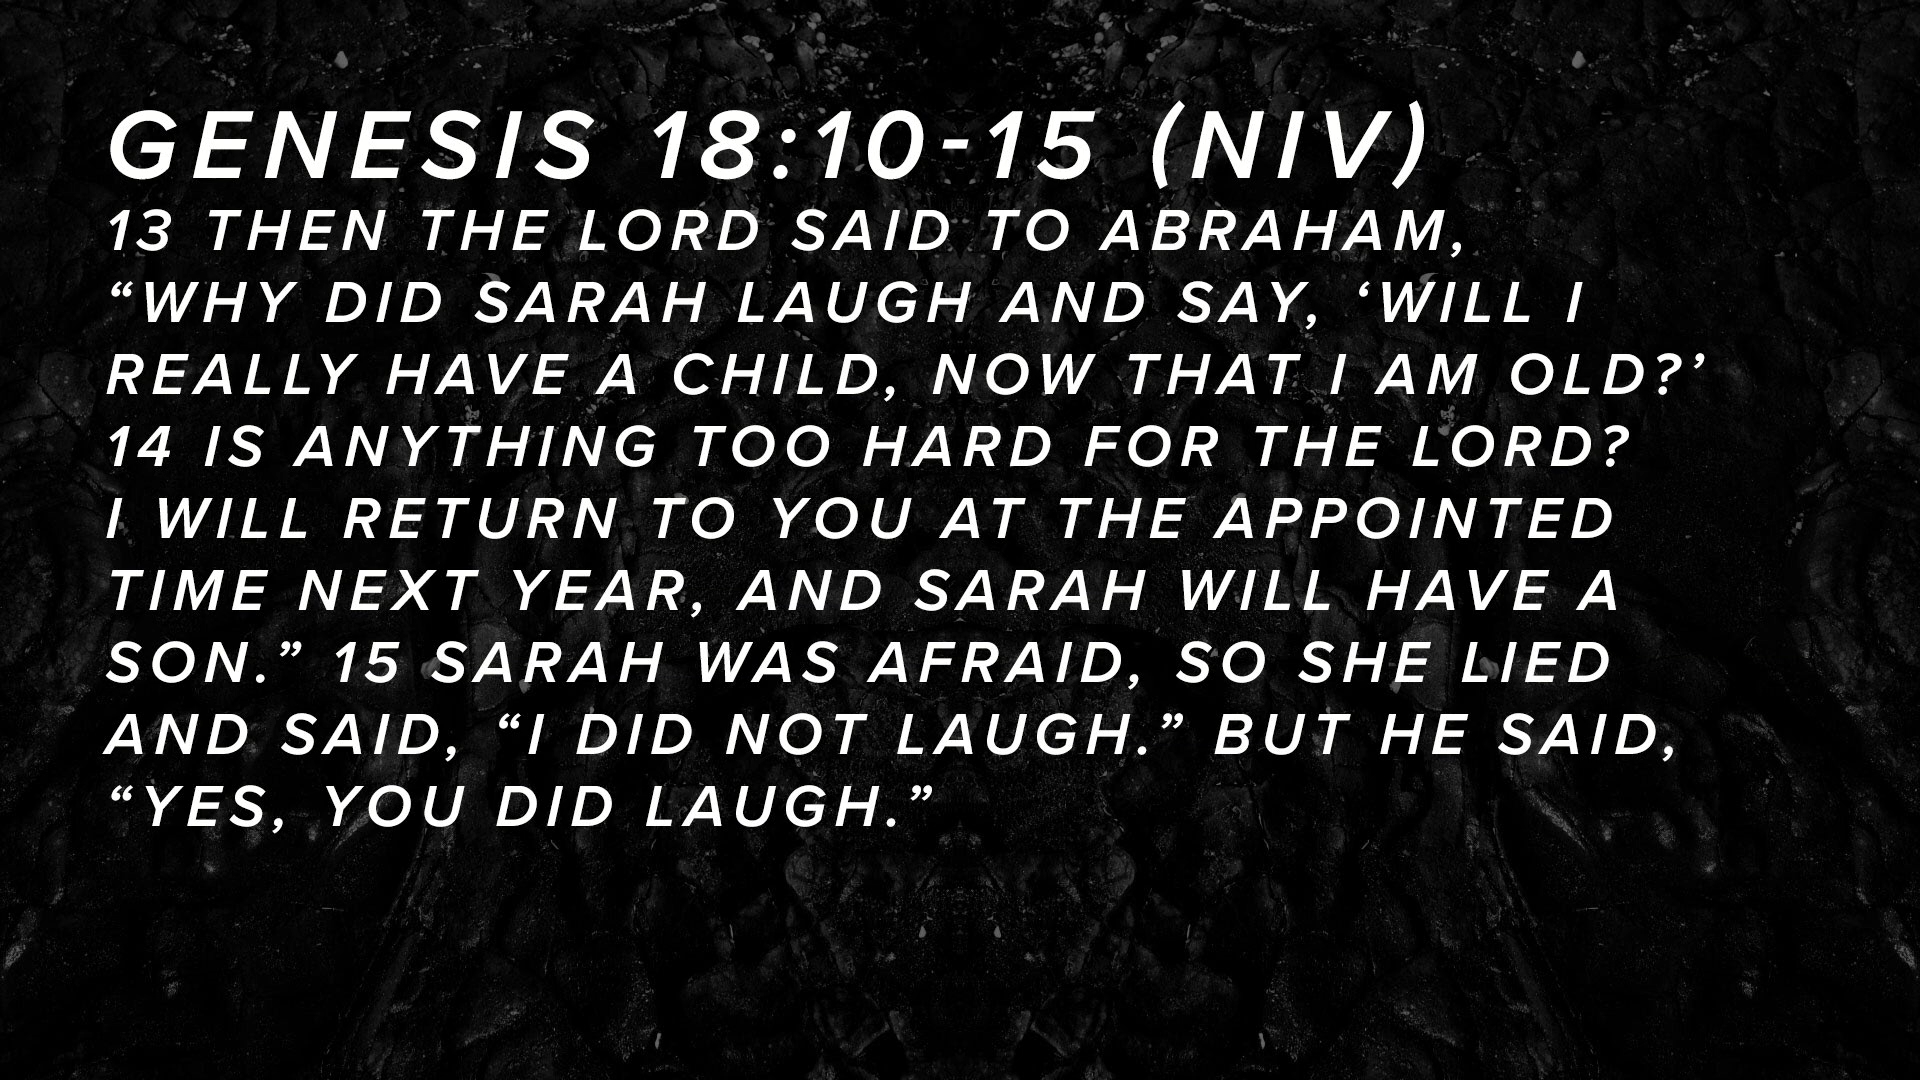 GENESIS 18:10-15 (NIV)
13 THEN THE LORD SAID TO ABRAHAM,
“WHY DID SARAH LAUGH AND SAY, ‘WILL I
REALLY HAVE A CHILD, NOW THAT I AM OLD?’
14 IS ANYTHING TOO HARD FOR THE LORD?
I WILL RETURN TO YOU AT THE APPOINTED
TIME NEXT YEAR, AND SARAH WILL HAVE A
SON.” 15 SARAH WAS AFRAID, SO SHE LIED
AND SAID, “I DID NOT LAUGH.” BUT HE SAID,
“YES, YOU DID LAUGH.”